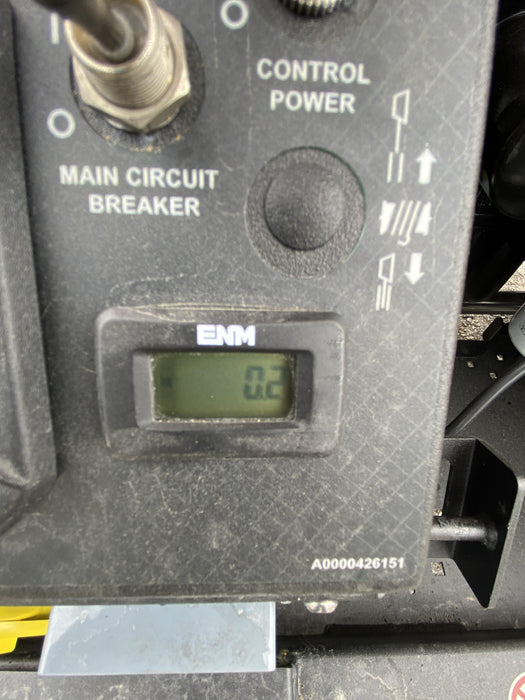 I
O
O
CONTROL
POWER
MAIN CIRCUIT
BREAKER
ENM
0.2
A0000426151